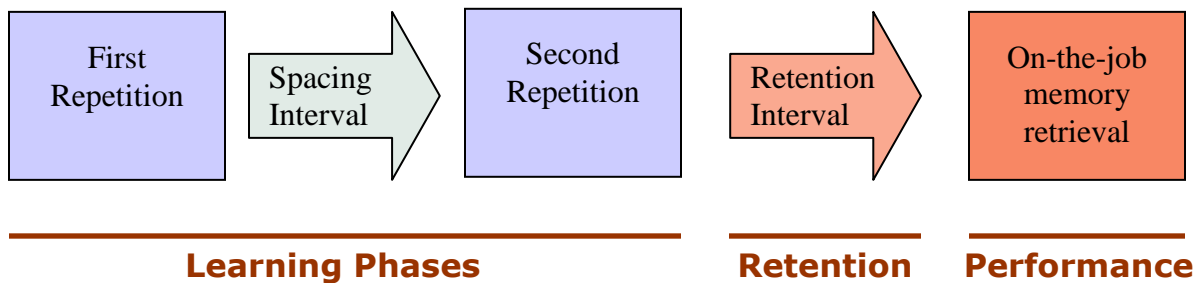 First
Repetition
Spacing
Interval
Second
Repetition
Retention
Interval
On-the-job
memory
retrieval
Learning Phases
Retention
Performance